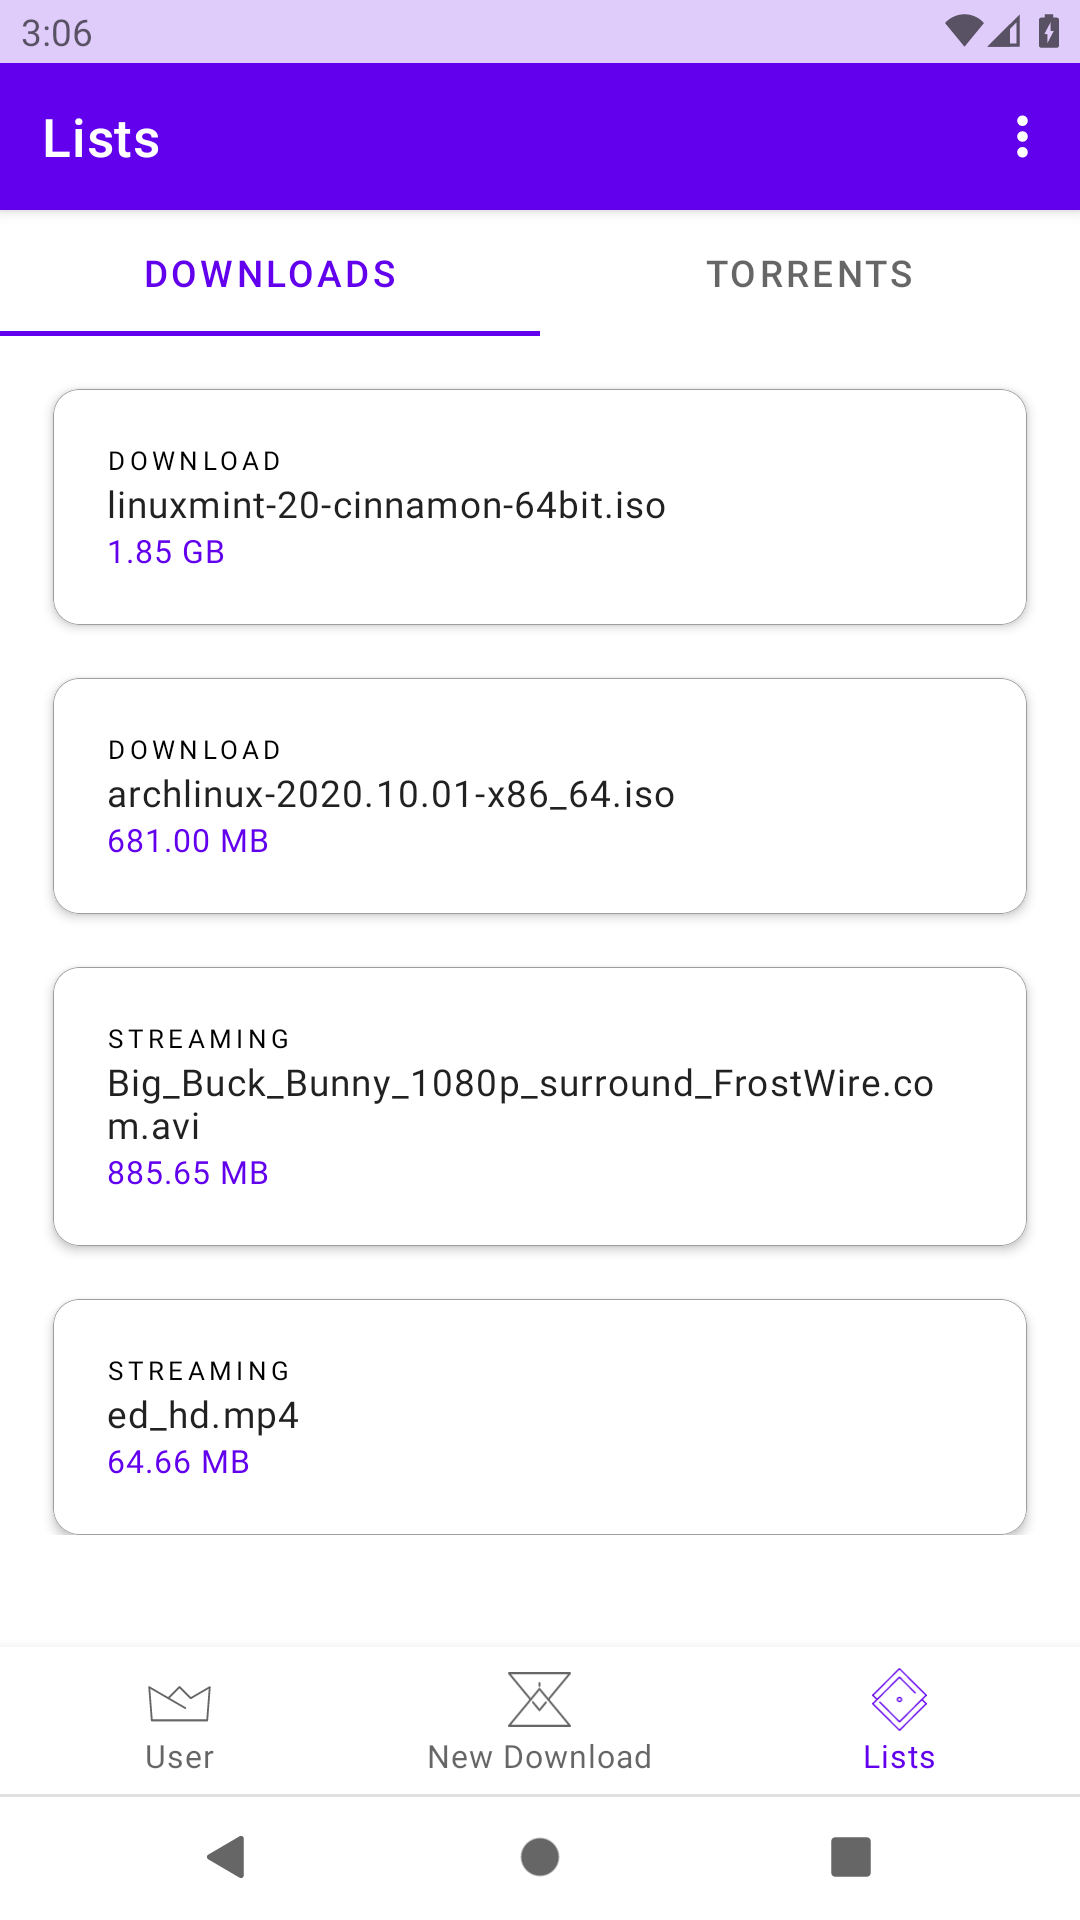 3:06
Lists
DOWNLOADS
TORRENTS
DOWNLOAD
linuxmint-20-cinnamon-64bit.iso
1.85 GB
DOWNLOAD
archlinux-2020.10.01-x86_64.iso
681.00 MB
STREAMING
Big_Buck_Bunny_1080p_surround_FrostWire.co
m.avi
885.65 MB
STREAMING
ed_hd.mp4
64.66 MB
User
New Download
Lists